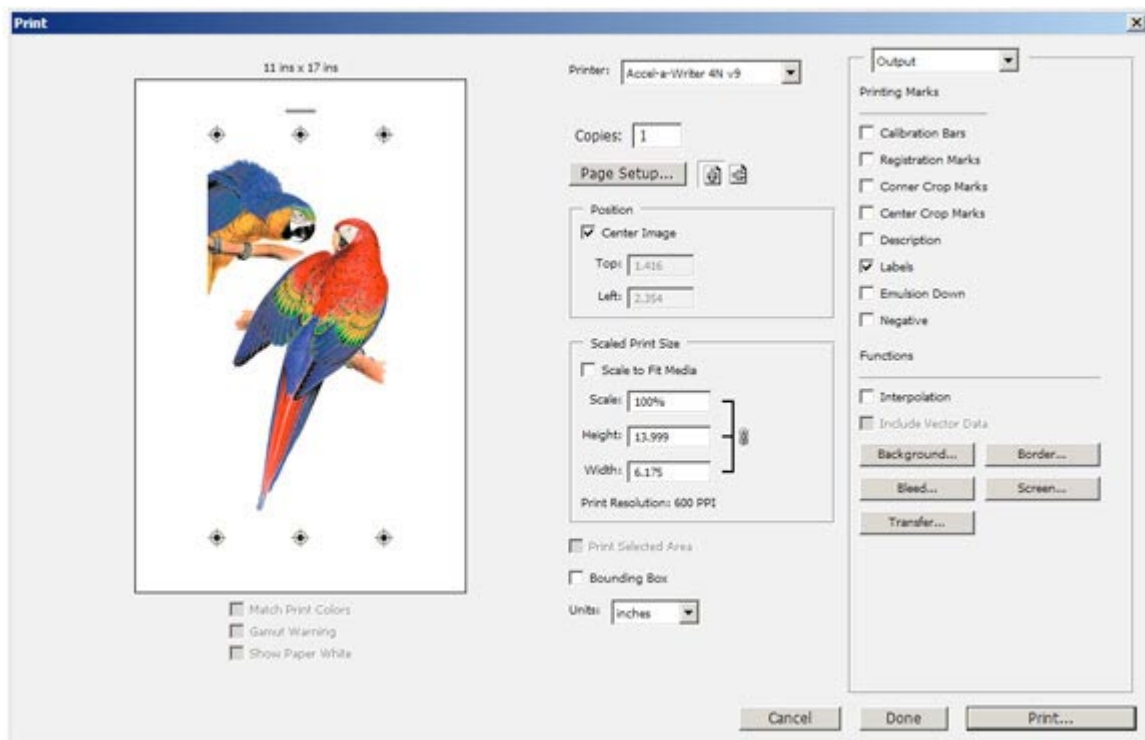 Print
11 ins x 17 ins
Match Print Colors
Gamut Warning
Show Paper White
Printer: Accel-a-Writer 4N v9
Copies: 1
Page Setup...
Position
Center Image
Top: 1.416
Left: 2.354
Scaled Print Size
Scale to Fit Media
Scale: 100%
Height: 13.999
Width: 6.175
Print Resolution: 600 PPI
Print Selected Area
Bounding Box
Units: inches
Output
Printing Marks
Calibration Bars
Registration Marks
Corner Crop Marks
Center Crop Marks
Description
Labels
Emulsion Down
Negative
Functions
Interpolation
Include Vector Data
Background... Border...
Bleed... Screen...
Transfer...
Cancel Done Print...